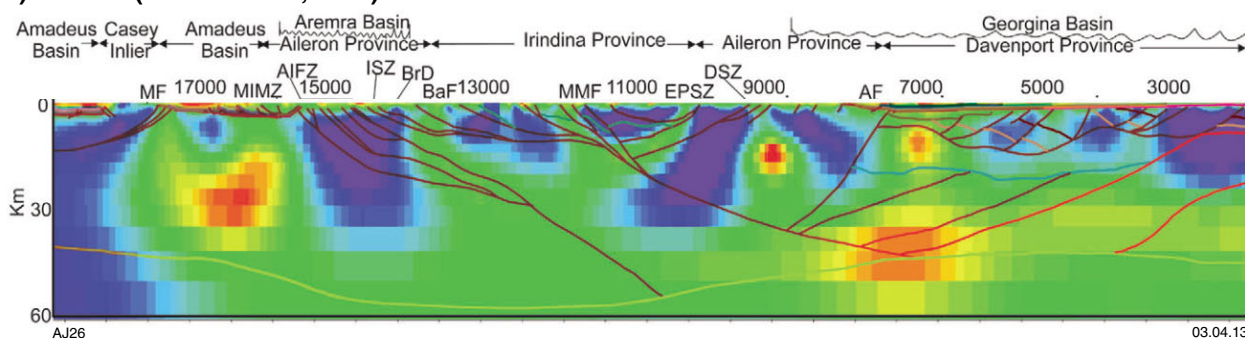 Amadeus Basin
Casey Inlier
Amadeus Basin
Aremra Basin
Aileron Province
Irindina Province
Aileron Province
Georgina Basin
Davenport Province
MF 17000 MIMZ AIFZ 15000 ISZ BrD BaF 13000 MMF 11000 EPSZ DSZ 9000 AF 7000 5000 3000
0
Km
30
60
AJ26
03.04.13